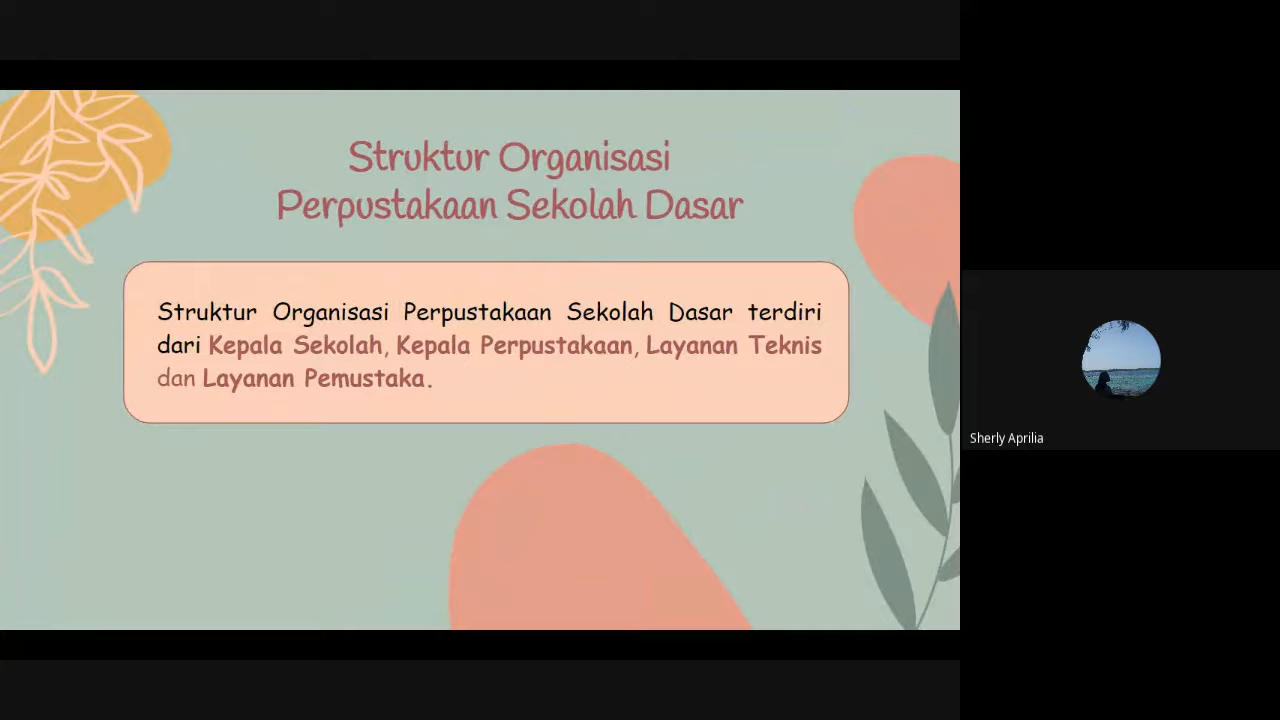 Struktur Organisasi
Perpustakaan Sekolah Dasar
Struktur Organisasi Perpustakaan Sekolah Dasar terdiri
dari Kepala Sekolah, Kepala Perpustakaan, Layanan Teknis
dan Layanan Pemustaka.
Sherly Aprilia